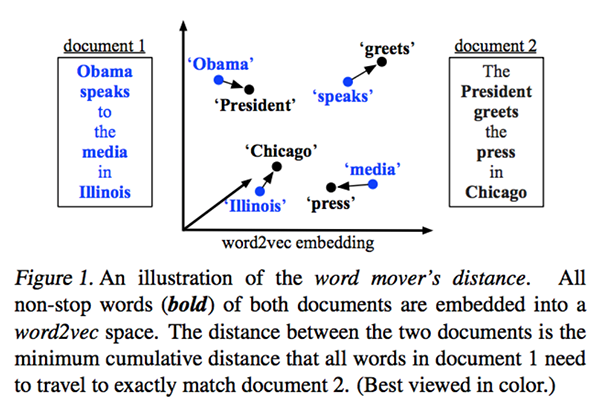 document 1
Obama
speaks
to
the
media
in
Illinois
‘Obama’
‘President’
‘greets’
‘speaks’
‘Chicago’
‘Illinois’
‘media’
‘press’
word2vec embedding
document 2
The
President
greets
the
press
in
Chicago
Figure 1. An illustration of the word mover’s distance. All
non-stop words (bold) of both documents are embedded into a
word2vec space. The distance between the two documents is the
minimum cumulative distance that all words in document 1 need
to travel to exactly match document 2. (Best viewed in color.)